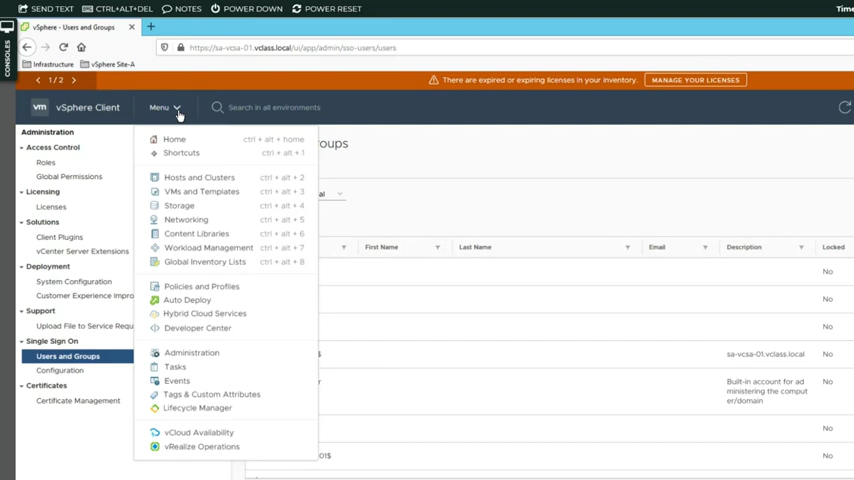 SEND TEXT CTRL+ALT+DEL NOTES POWER DOWN POWER RESET Time
CONSOLES
vSphere - Users and Groups
https://sa-vcsa-01.vclass.local/ui/app/admin/sso-users/users
Infrastructure vSphere Site-A
1 / 2 There are expired or expiring licenses in your inventory. MANAGE YOUR LICENSES
vm vSphere Client Menu Search in all environments
Administration
Access Control
Roles
Global Permissions
Licensing
Licenses
Solutions
Client Plugins
vCenter Server Extensions
Deployment
System Configuration
Customer Experience Impro
Support
Upload File to Service Requ
Single Sign On
Users and Groups
Configuration
Certificates
Certificate Management
Home ctrl + alt + home
Shortcuts ctrl + alt + 1
Hosts and Clusters ctrl + alt + 2
VMs and Templates ctrl + alt + 3
Storage ctrl + alt + 4
Networking ctrl + alt + 5
Content Libraries ctrl + alt + 6
Workload Management ctrl + alt + 7
Global Inventory Lists ctrl + alt + 8
Policies and Profiles
Auto Deploy
Hybrid Cloud Services
Developer Center
Administration
Tasks
Events
Tags & Custom Attributes
Lifecycle Manager
vCloud Availability
vRealize Operations
oups
al
First Name Last Name Email Description Locked
No
No
No
$ sa-vcsa-01.vclass.local No
r Built-in account for ad No
ministering the comput
er/domain
No
01$ No